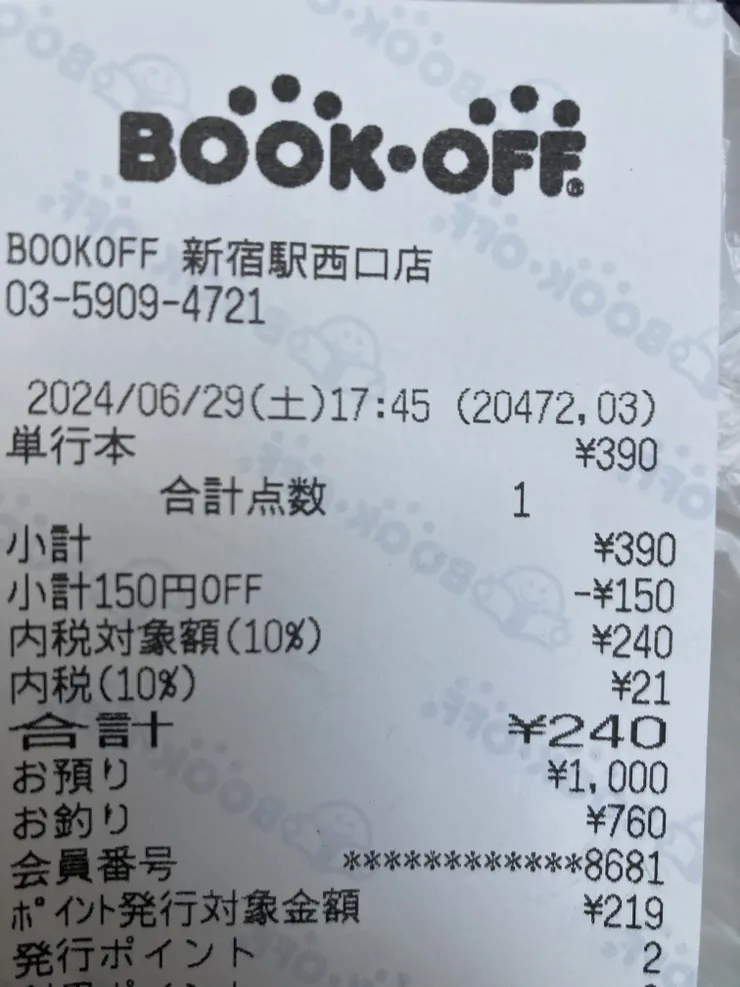 BOOK・OFF®
BOOKOFF 新宿駅西口店
03-5909-4721
2024/06/29(土)17:45 (20472,03)
単行本 ¥390
合計点数 1
小計 ¥390
小計150円OFF -¥150
内税対象額(10%) ¥240
内税(10%) ¥21
合計 ¥240
お預り ¥1,000
お釣り ¥760
会員番号 ************8681
ポイント発行対象金額 ¥219
発行ポイント 2